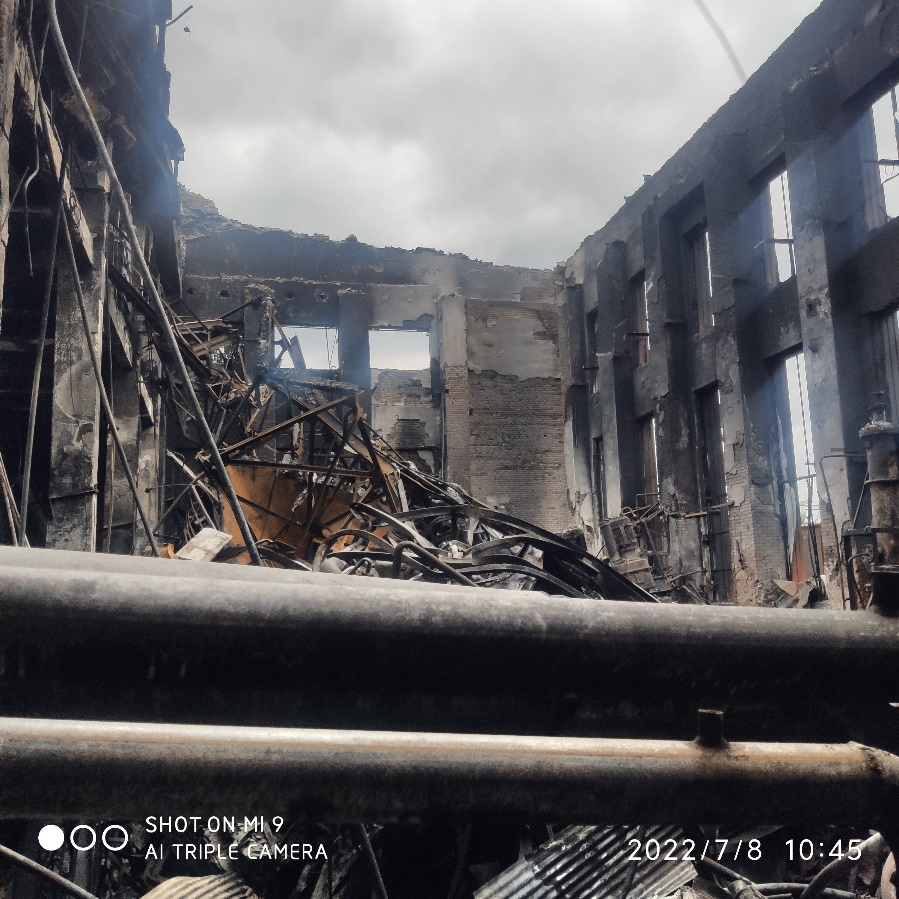 SHOT ON MI 9
AI TRIPLE CAMERA
2022/7/8 10:45